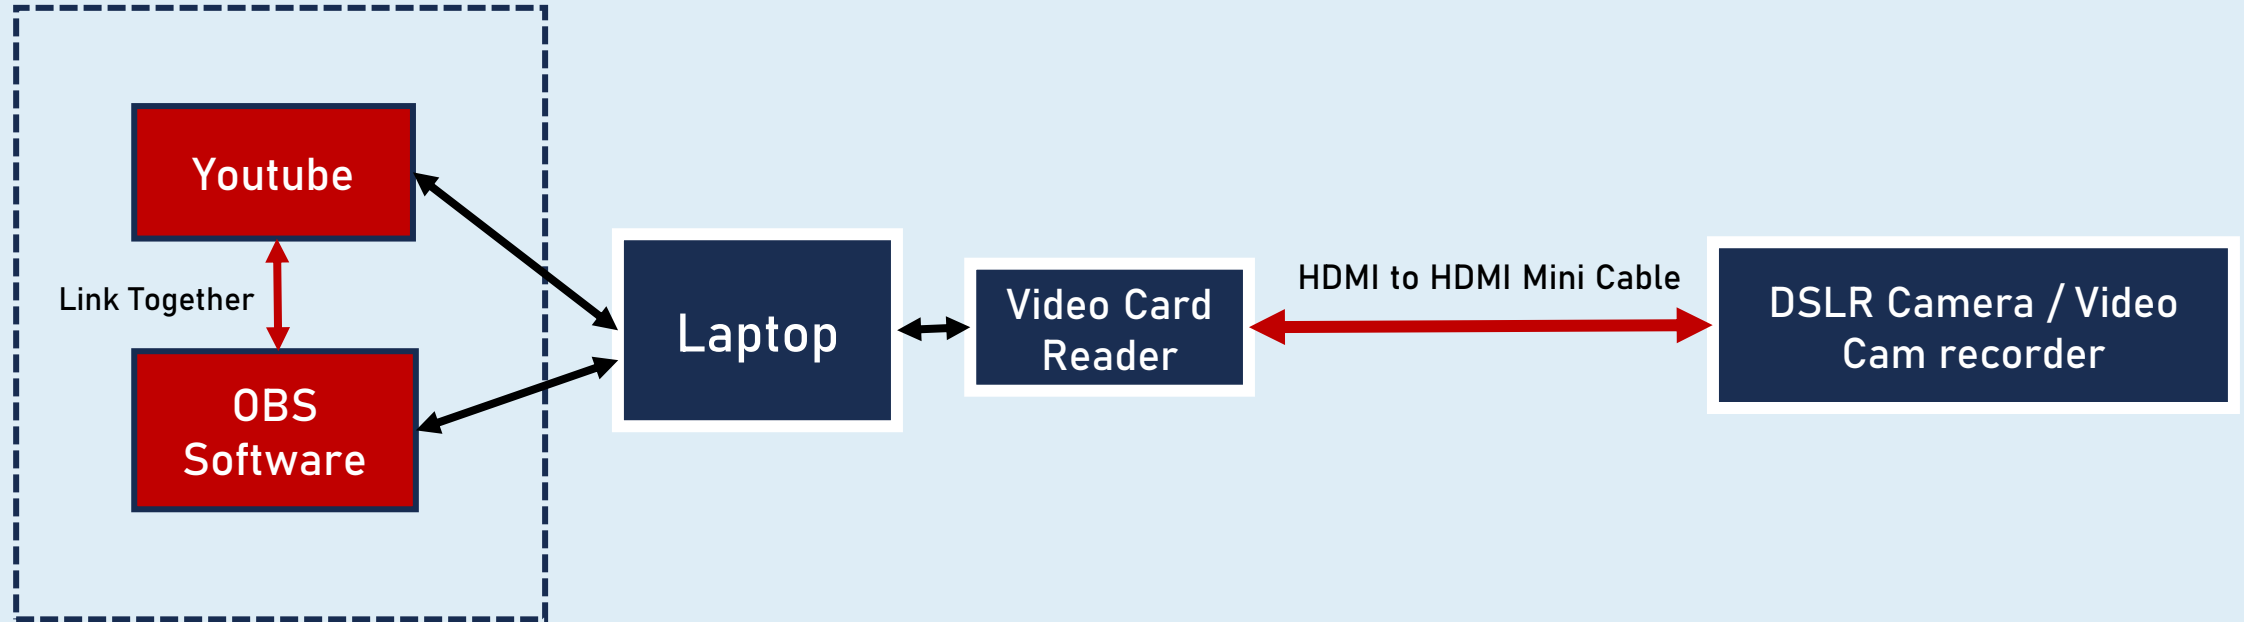 Youtube
Link Together
OBS
Software
Laptop
Video Card
Reader
HDMI to HDMI Mini Cable
DSLR Camera / Video
Cam recorder